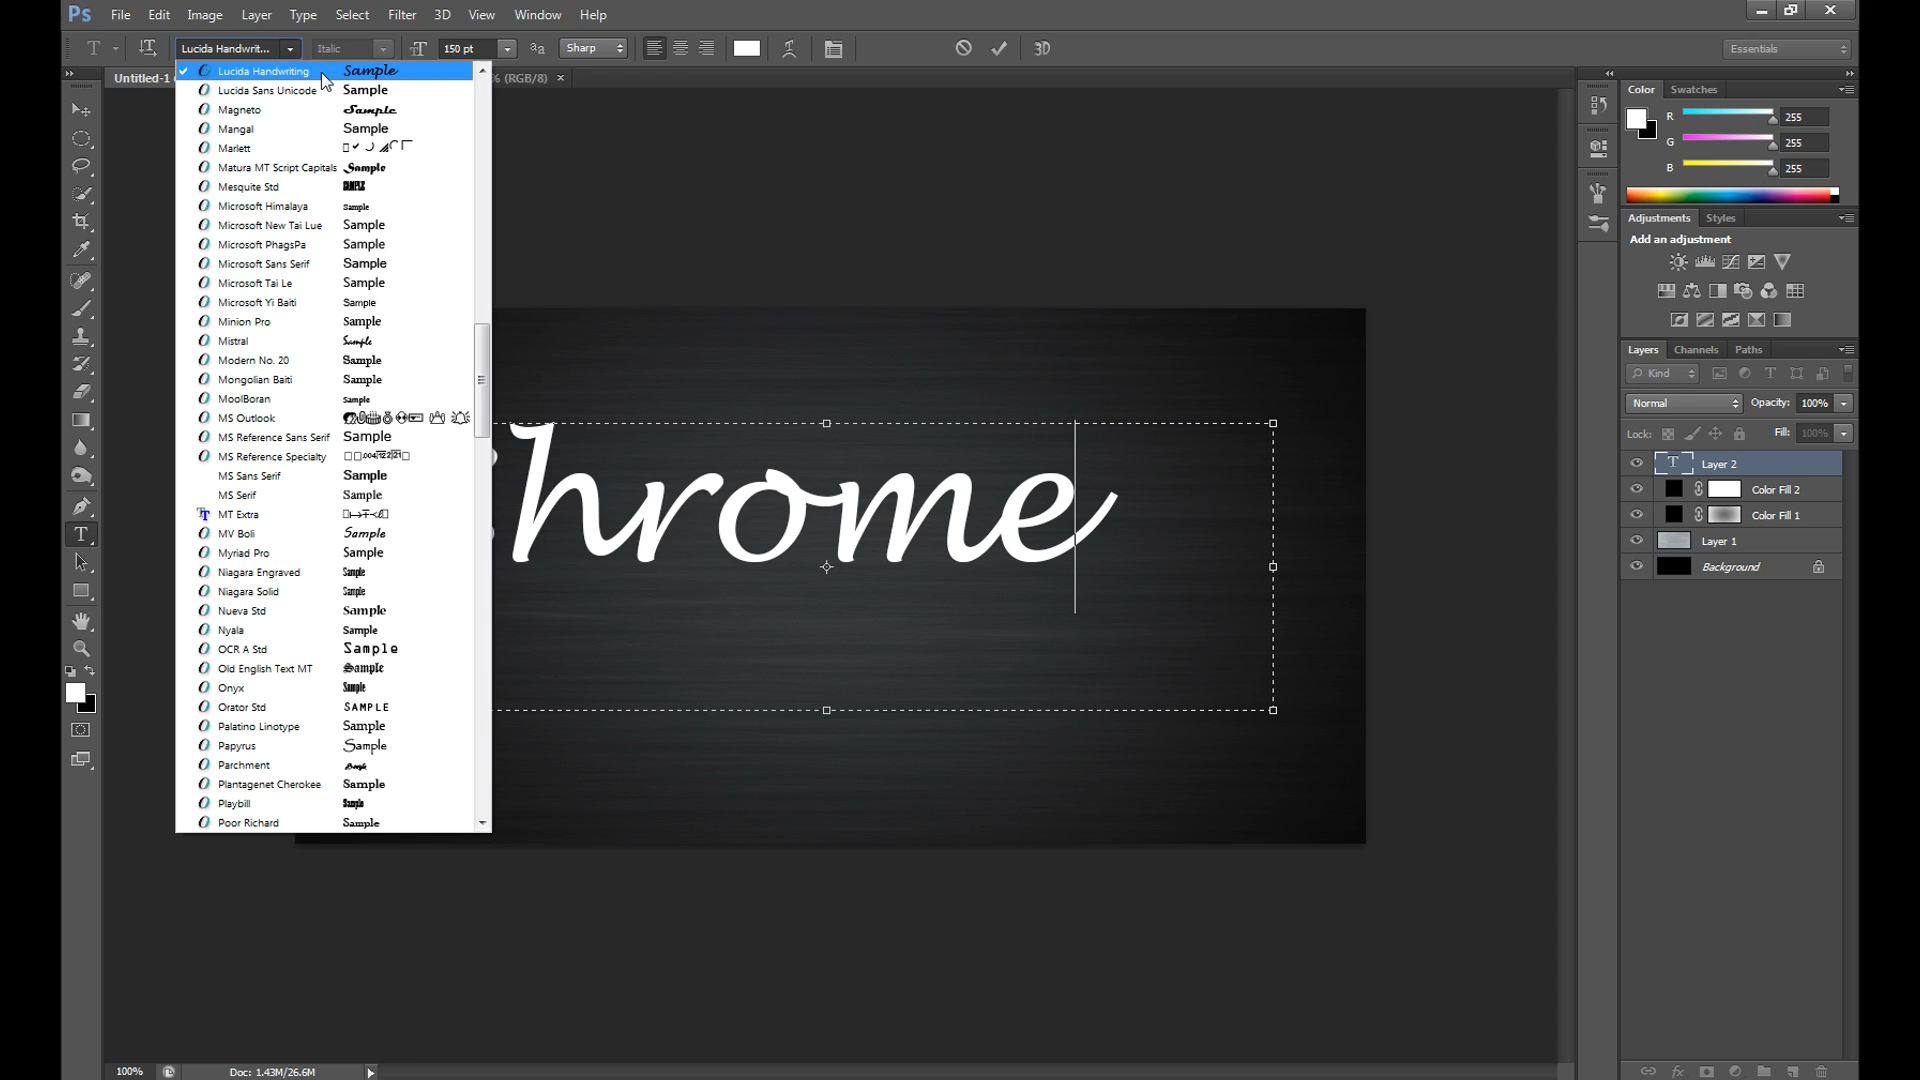 Ps File Edit Image Layer Type Select Filter 3D View Window Help
T Lucida Handwrit... Italic 150 pt Sharp 3D Essentials
Untitled-1 % (RGB/8) ×
Lucida Handwriting Sample
Lucida Sans Unicode Sample
Magneto Sample
Mangal Sample
Marlett
Matura MT Script Capitals Sample
Mesquite Std SAMPLE
Microsoft Himalaya Sample
Microsoft New Tai Lue Sample
Microsoft PhagsPa Sample
Microsoft Sans Serif Sample
Microsoft Tai Le Sample
Microsoft Yi Baiti Sample
Minion Pro Sample
Mistral Sample
Modern No. 20 Sample
Mongolian Baiti Sample
MoolBoran Sample
MS Outlook
MS Reference Sans Serif Sample
MS Reference Specialty
MS Sans Serif Sample
MS Serif Sample
MT Extra
MV Boli Sample
Myriad Pro Sample
Niagara Engraved Sample
Niagara Solid Sample
Nueva Std Sample
Nyala Sample
OCR A Std Sample
Old English Text MT Sample
Onyx Sample
Orator Std SAMPLE
Palatino Linotype Sample
Papyrus Sample
Parchment
Plantagenet Cherokee Sample
Playbill Sample
Poor Richard Sample
hrome
Color Swatches
R 255
G 255
B 255
Adjustments Styles
Add an adjustment
Layers Channels Paths
Kind
Normal Opacity: 100%
Lock: Fill: 100%
Layer 2
Color Fill 2
Color Fill 1
Layer 1
Background
100% Doc: 1.43M/26.6M